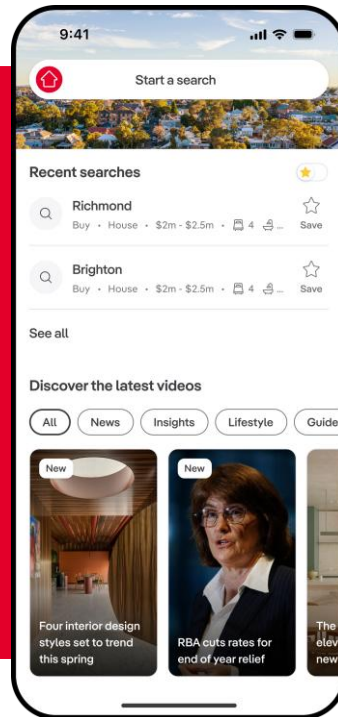 9:41
Start a search
Recent searches
Richmond
Save
Buy • House • $2m - $2.5m • 4 ...
Brighton
Save
Buy • House • $2m - $2.5m • 4 ...
See all
Discover the latest videos
All News Insights Lifestyle Guide
New
New
Four interior design
styles set to trend
this spring
RBA cuts rates for
end of year relief
The
elev
new